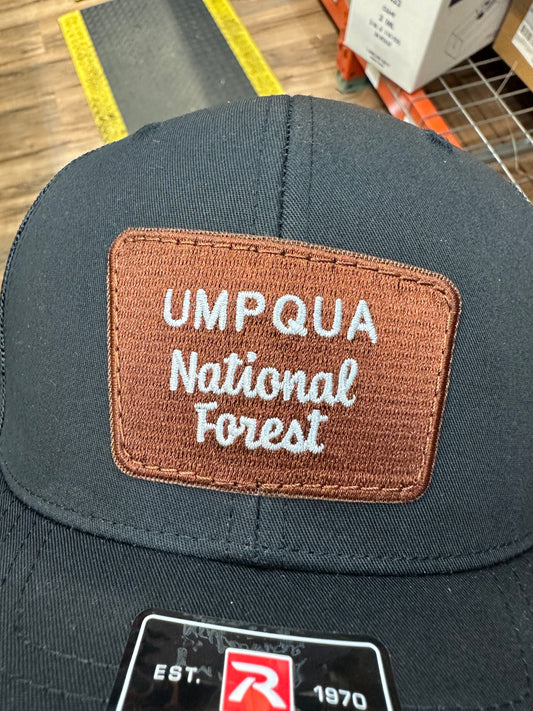 UMPQUA
National
Forest
EST. R 1970